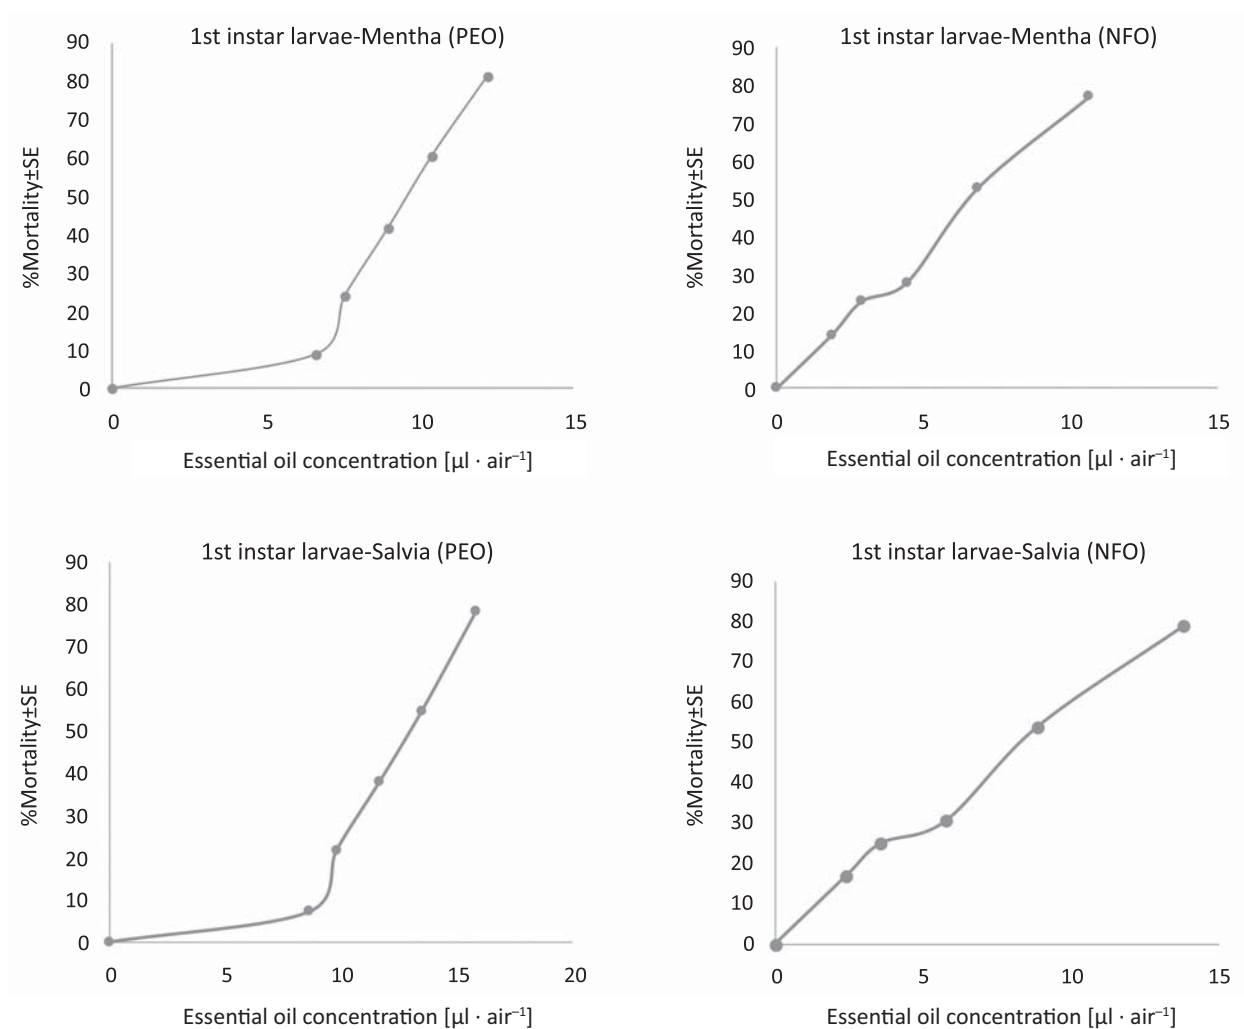 1st instar larvae-Mentha (PEO)
90
80
70
60
50
40
30
20
10
0
%Mortality±SE
0 5 10 15
Essential oil concentration [µl · air⁻¹]
1st instar larvae-Mentha (NFO)
90
80
70
60
50
40
30
20
10
0
%Mortality±SE
0 5 10 15
Essential oil concentration [µl · air⁻¹]
1st instar larvae-Salvia (PEO)
90
80
70
60
50
40
30
20
10
0
%Mortality±SE
0 5 10 15 20
Essential oil concentration [µl · air⁻¹]
1st instar larvae-Salvia (NFO)
90
80
70
60
50
40
30
20
10
0
%Mortality±SE
0 5 10 15
Essential oil concentration [µl · air⁻¹]